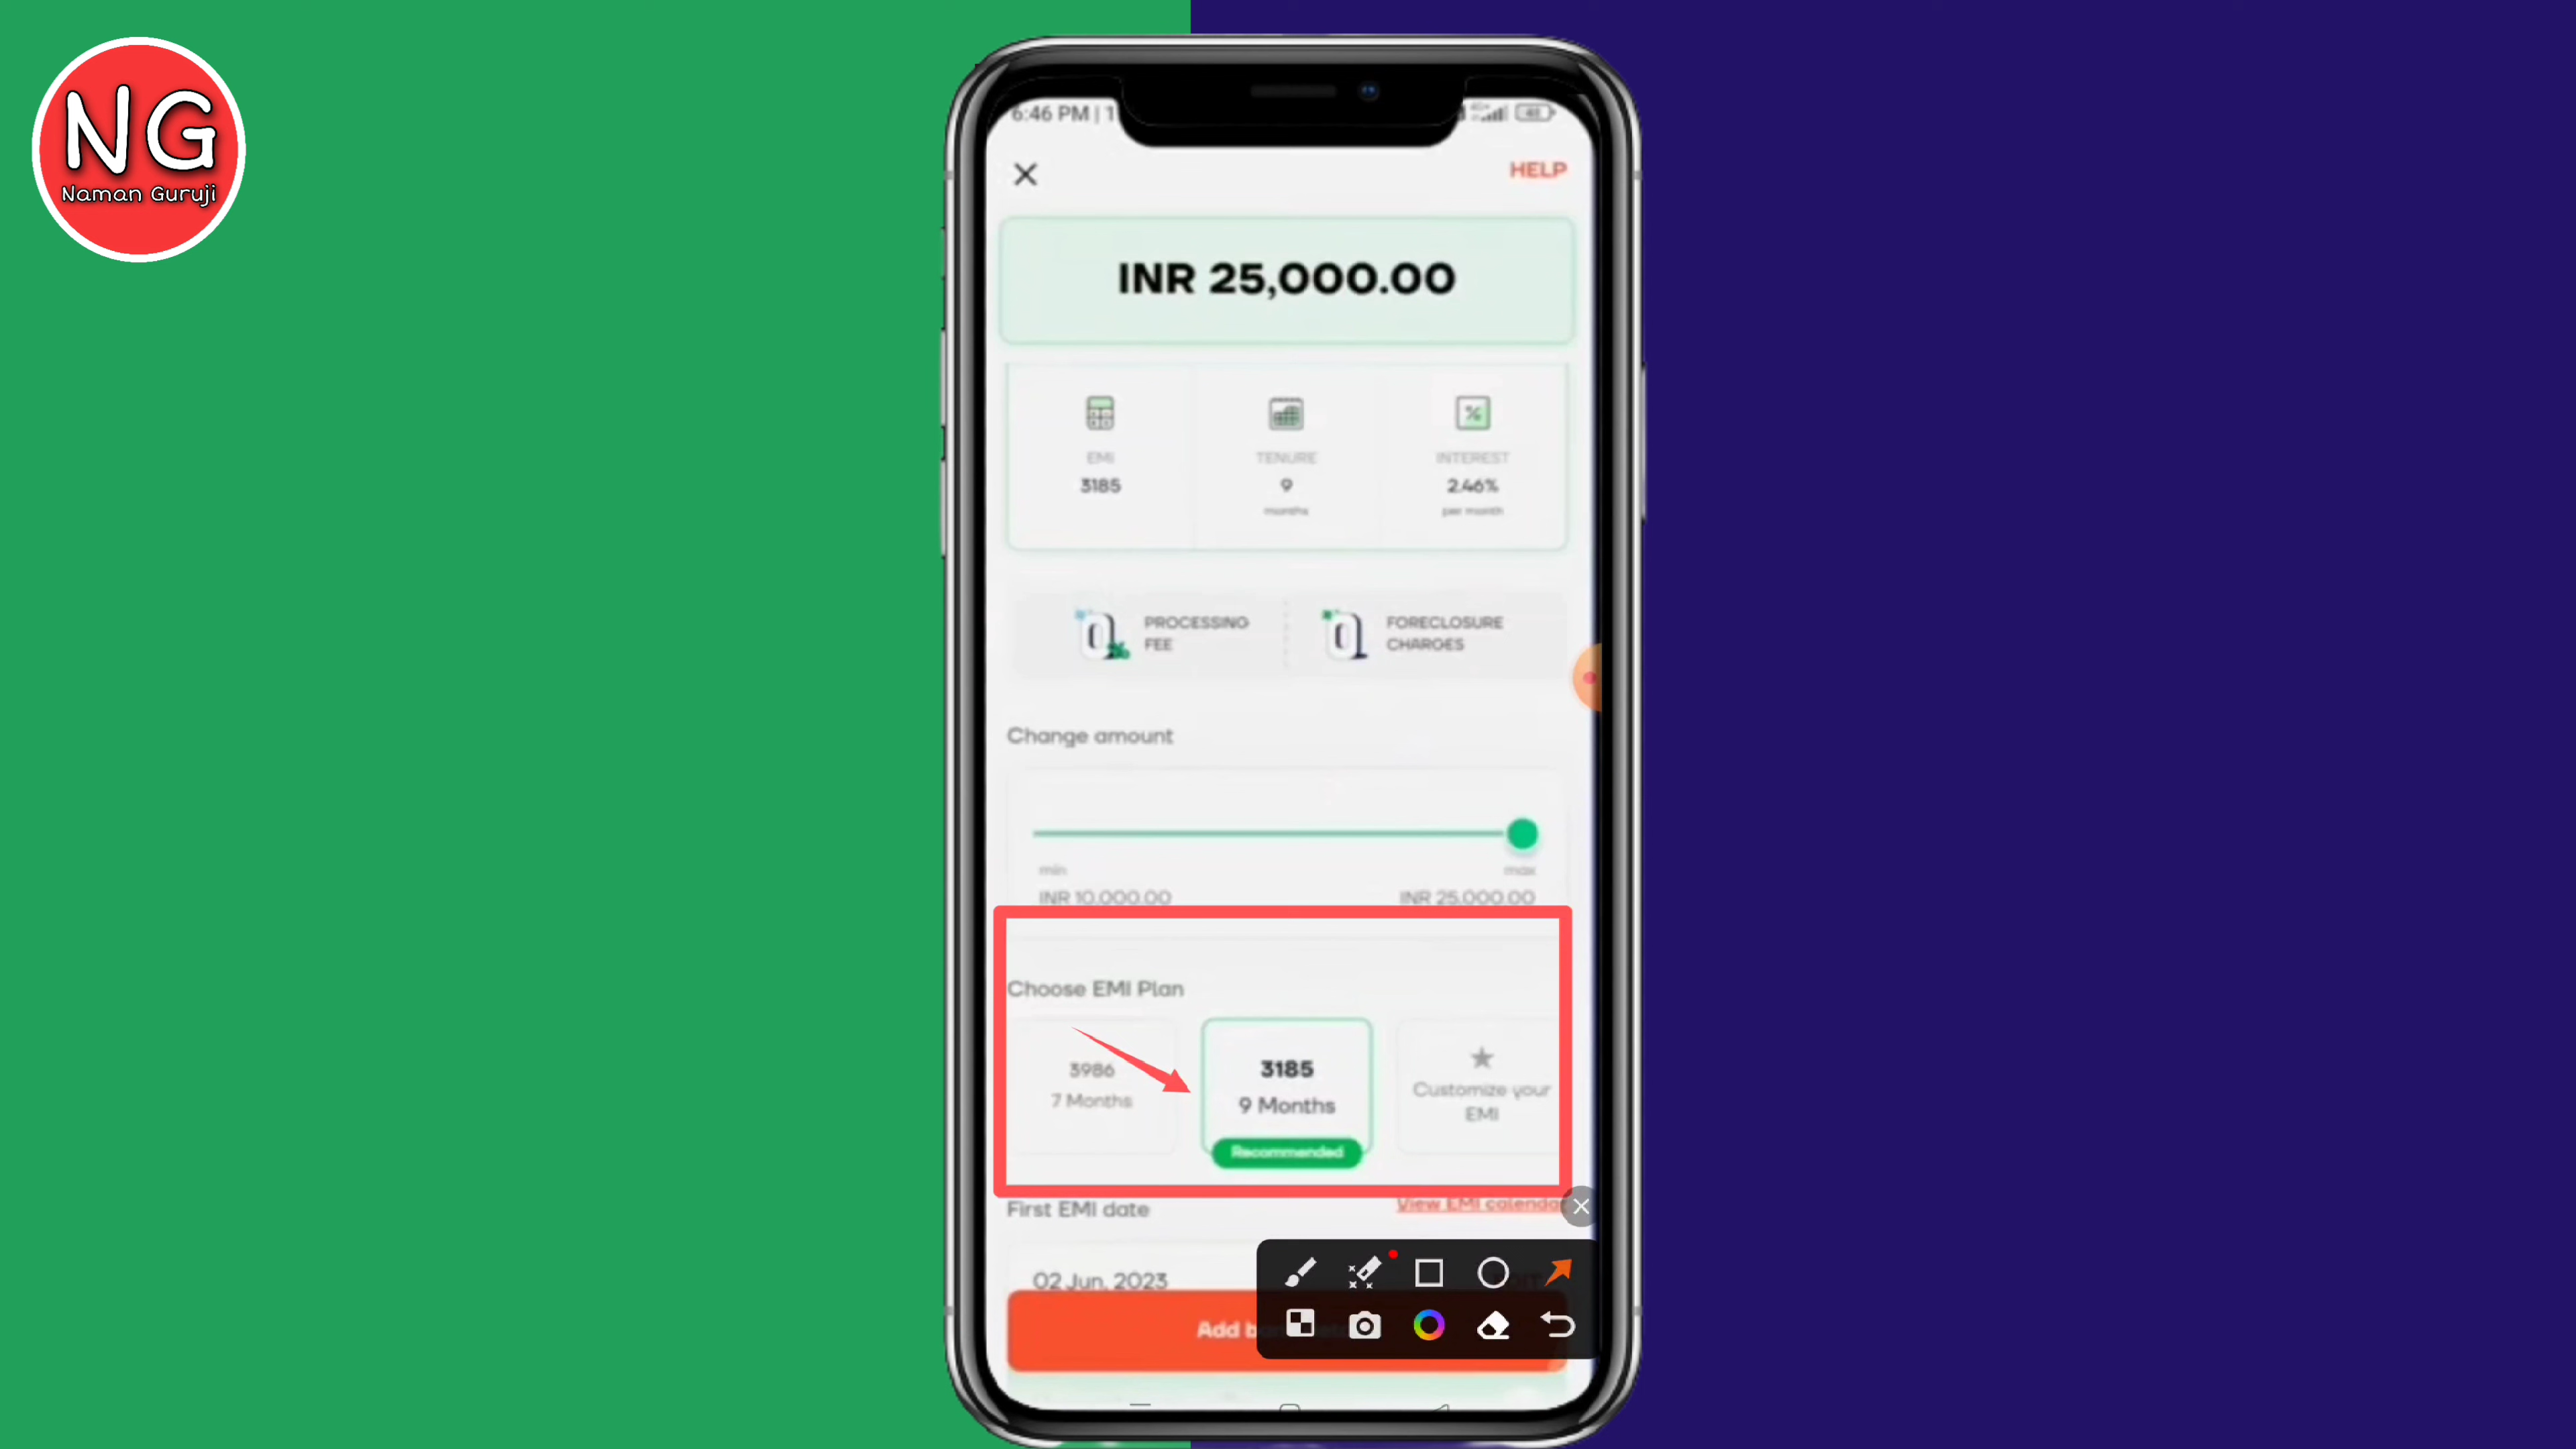 NG
Naman Guruji
6:46 PM | 1
HELP
INR 25,000.00
EMI
3185
TENURE
9
months
INTEREST
2.46%
per month
0%
PROCESSING
FEE
0
FORECLOSURE
CHARGES
Change amount
min
max
INR 10,000.00
INR 25,000.00
Choose EMI Plan
3986
7 Months
3185
9 Months
Recommended
Customize your
EMI
First EMI date
View EMI calendar
02 Jun, 2023
Add